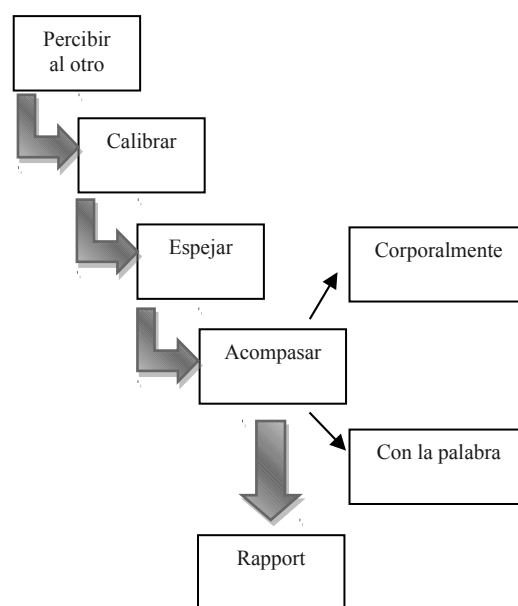 Percibir
al otro
Calibrar
Espejar
Corporalmente
Acompasar
Con la palabra
Rapport